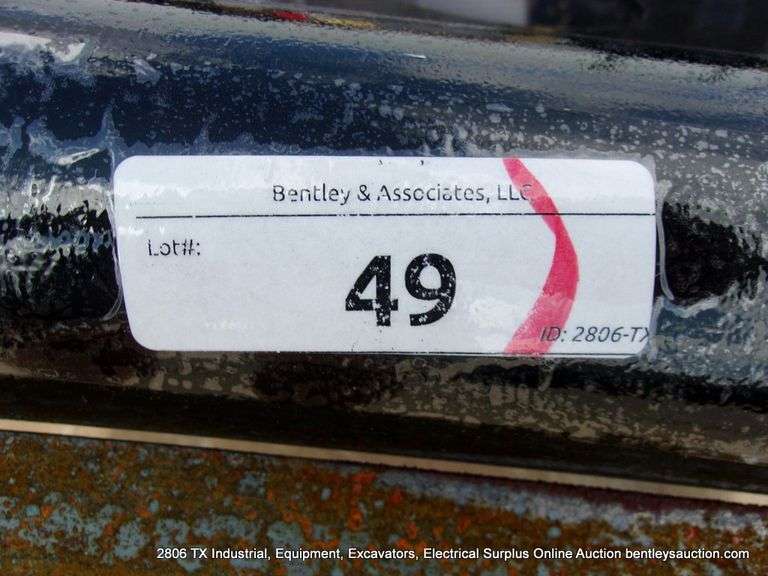 Bentley & Associates, LLC
Lot#:
49
ID: 2806-TX
2806 TX Industrial, Equipment, Excavators, Electrical Surplus Online Auction bentleysauction.com